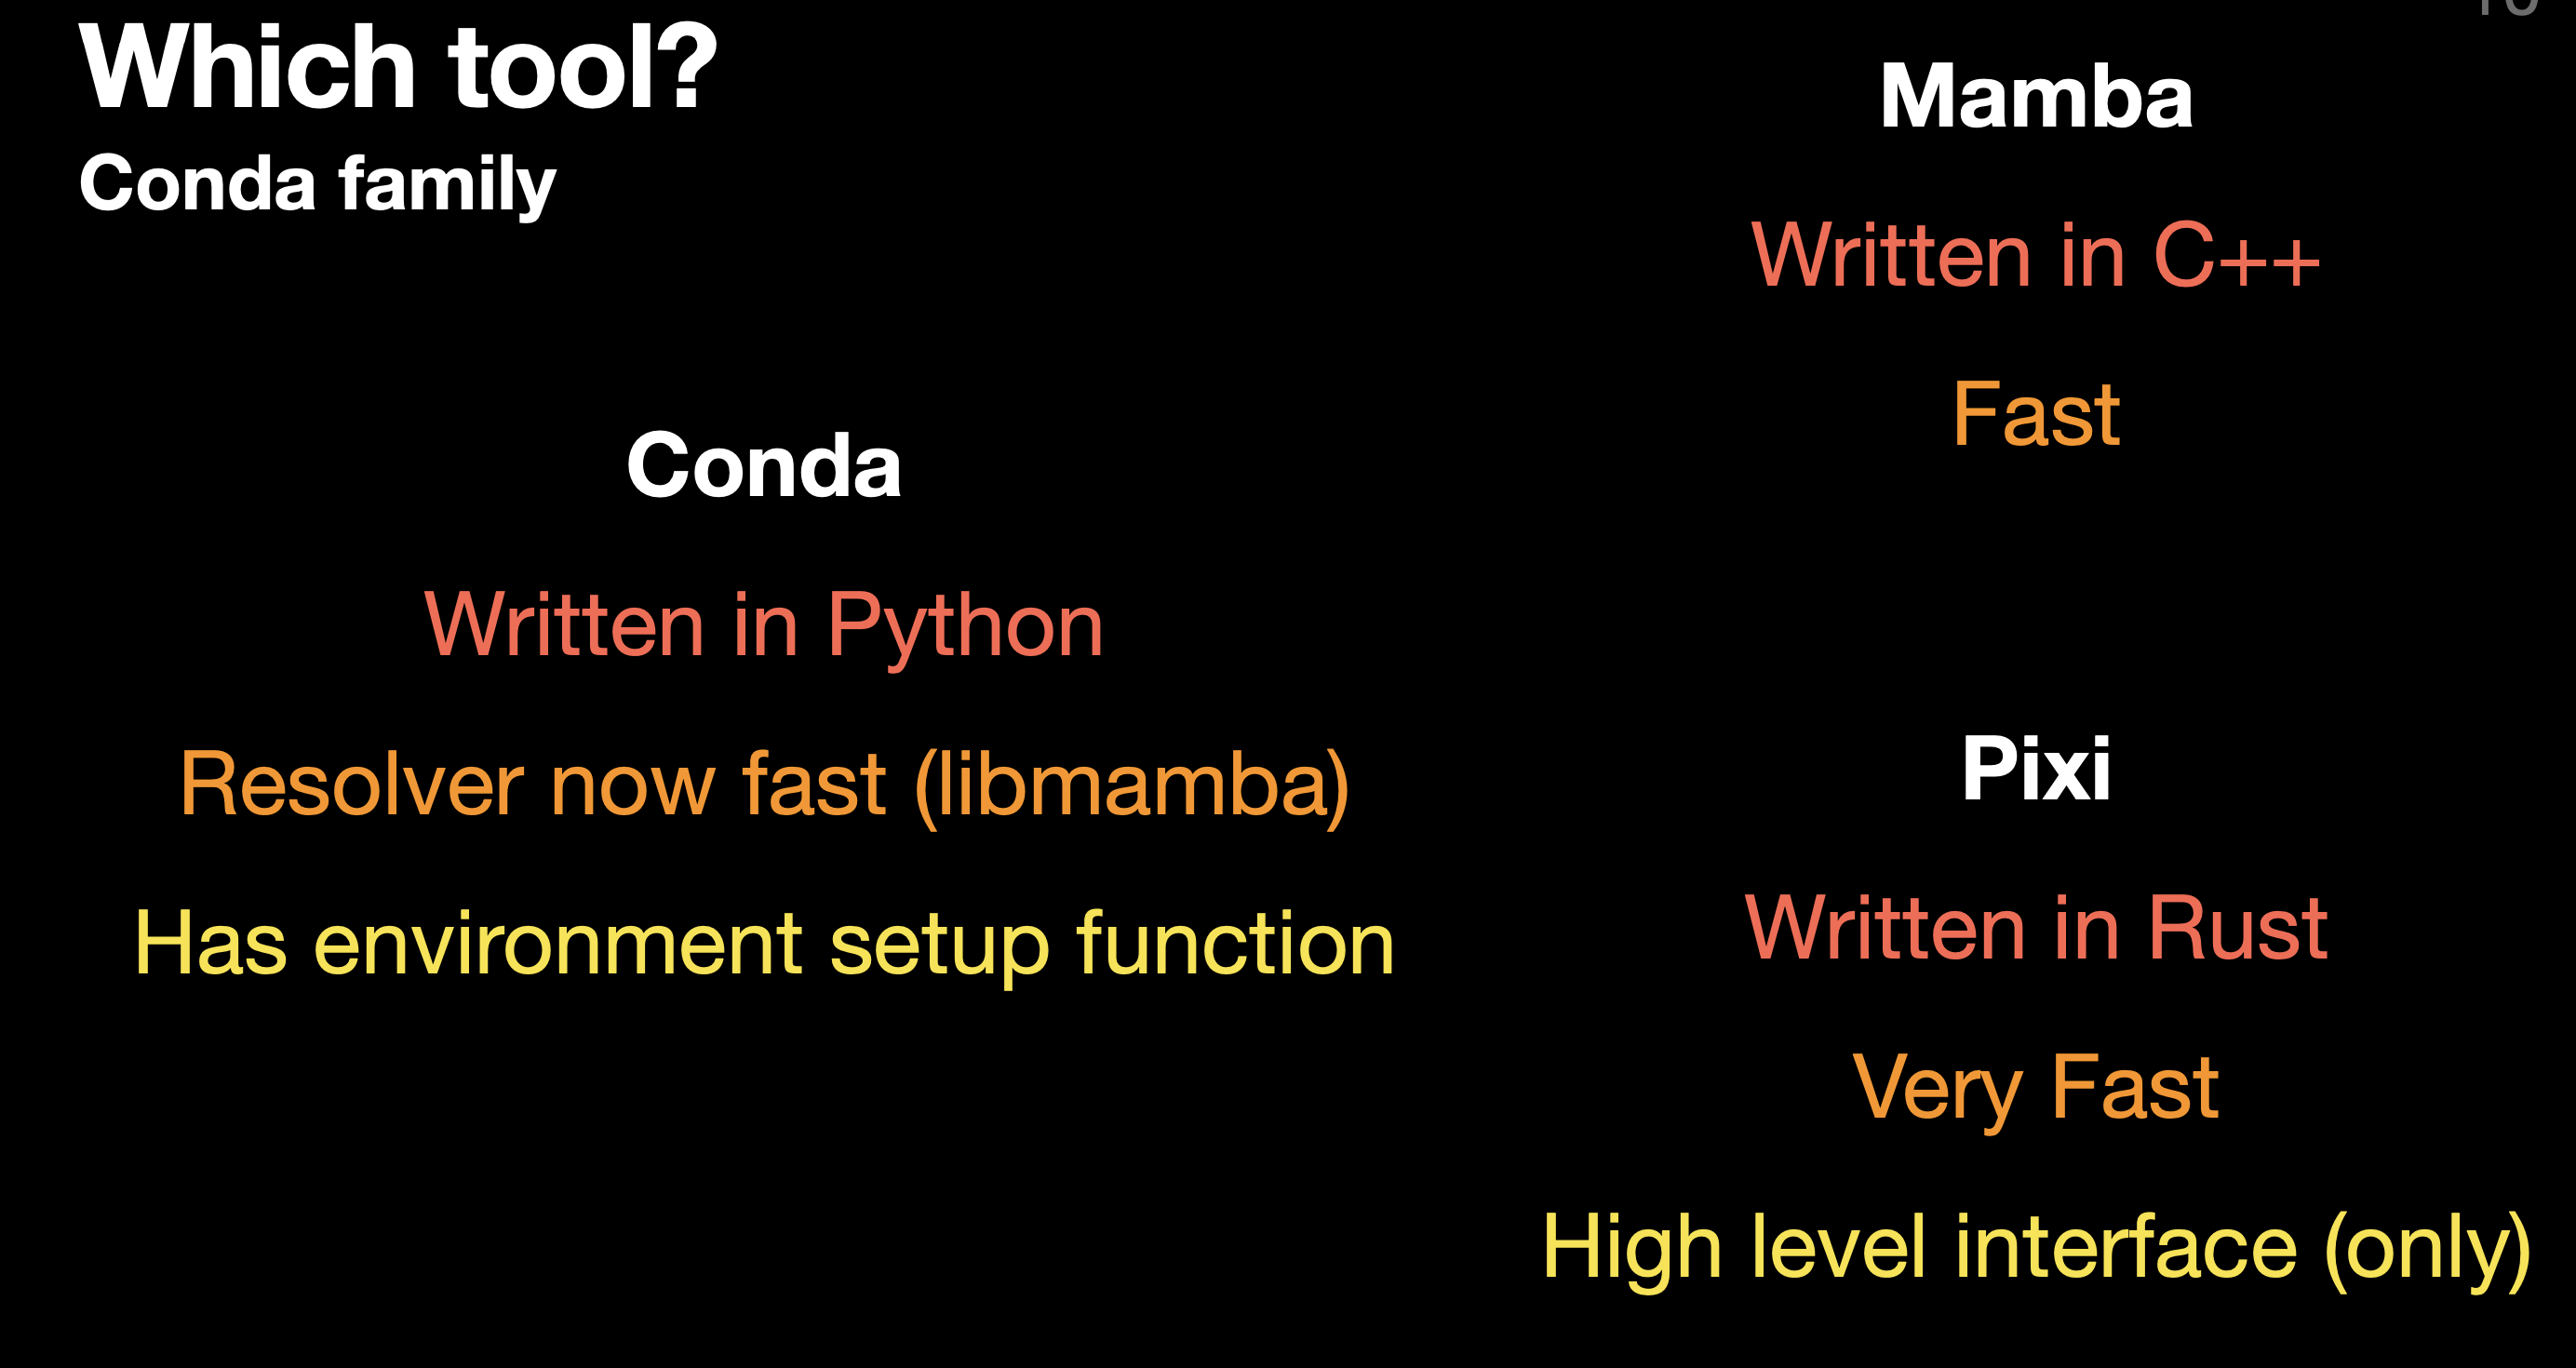 Which tool?
Conda family
Conda
Written in Python
Resolver now fast (libmamba)
Has environment setup function
Mamba
Written in C++
Fast
Pixi
Written in Rust
Very Fast
High level interface (only)